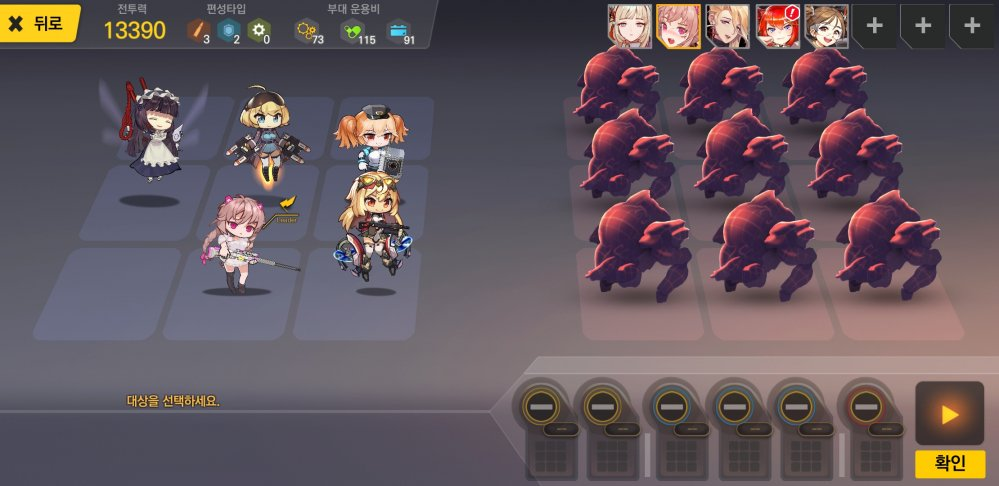 뒤로
전투력
13390
편성타입
3
2
0
부대 운용비
73
115
91
Leader
대상을 선택하세요.
확인